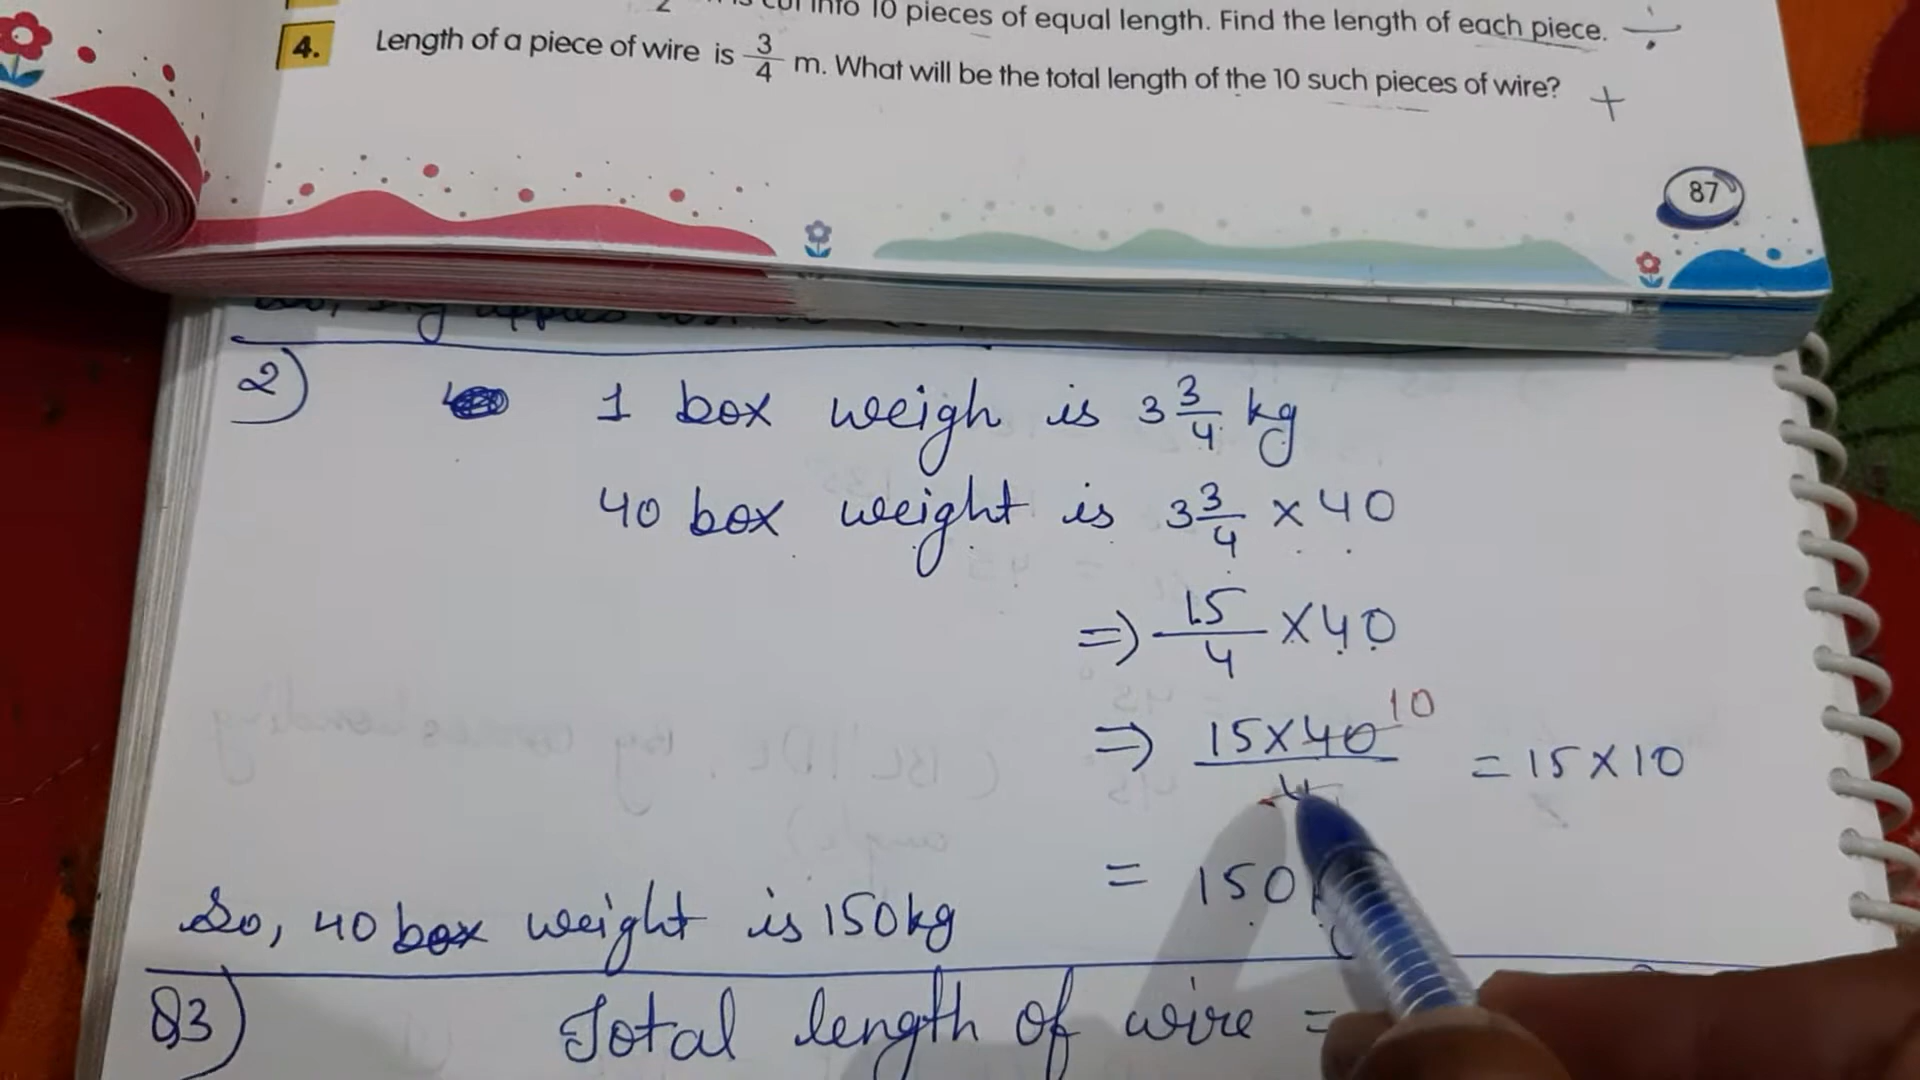 into 10 pieces of equal length. Find the length of each piece. ÷
4. Length of a piece of wire is 3/4 m. What will be the total length of the 10 such pieces of wire? +
87
2) 1 box weigh is 3 3/4 kg
40 box weight is 3 3/4 × 40
⇒ 15/4 × 40
⇒ 15×40/4 10 = 15×10
= 150
So, 40 box weight is 150kg
Q3) Total length of wire =